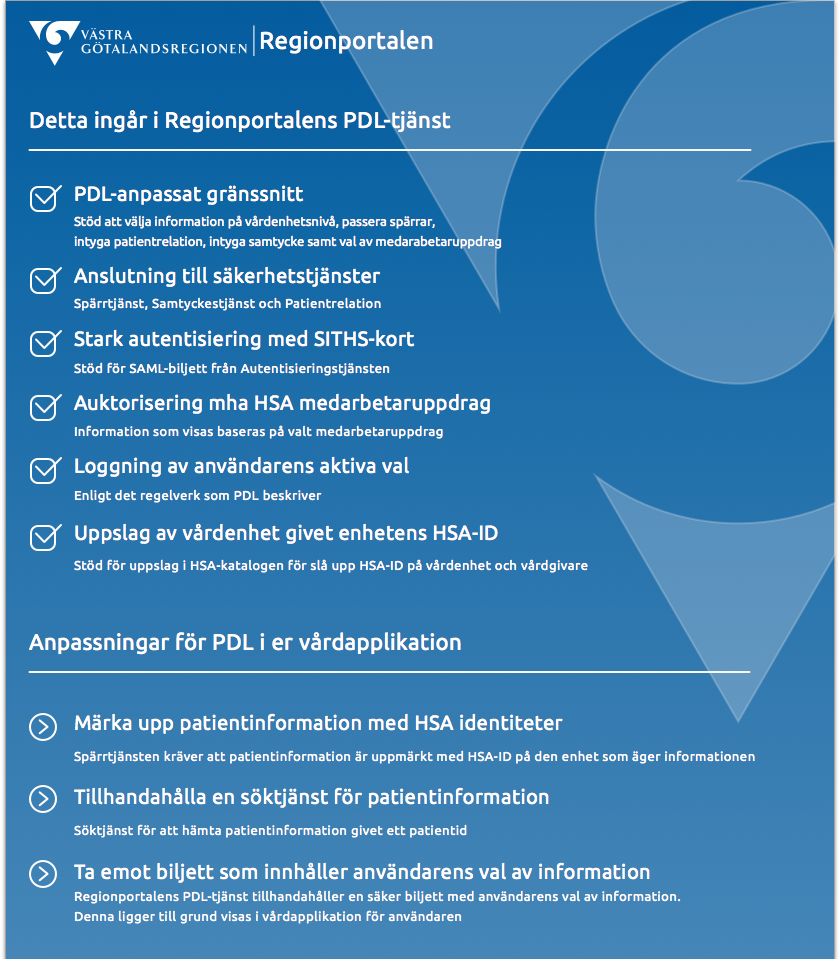 VÄSTRA
GÖTALANDSREGIONEN
Regionportalen
Detta ingår i Regionportalens PDL-tjänst
PDL-anpassat gränssnitt
Stöd att välja information på vårdenhetsnivå, passera spärrar,
intyga patientrelation, intyga samtycke samt val av medarabetaruppdrag
Anslutning till säkerhetstjänster
Spärrtjänst, Samtyckestjänst och Patientrelation
Stark autentisiering med SITHS-kort
Stöd för SAML-biljett från Autentisieringstjänsten
Auktorisering mha HSA medarbetaruppdrag
Information som visas baseras på valt medarbetaruppdrag
Loggning av användarens aktiva val
Enligt det regelverk som PDL beskriver
Uppslag av vårdenhet givet enhetens HSA-ID
Stöd för uppslag i HSA-katalogen för slå upp HSA-ID på vårdenhet och vårdgivare
Anpassningar för PDL i er vårdapplikation
Märka upp patientinformation med HSA identiteter
Spärrtjänsten kräver att patientinformation är uppmärkt med HSA-ID på den enhet som äger informationen
Tillhandahålla en söktjänst för patientinformation
Söktjänst för att hämta patientinformation givet ett patientid
Ta emot biljett som innhåller användarens val av information
Regionportalens PDL-tjänst tillhandahåller en säker biljett med användarens val av information.
Denna ligger till grund visas i vårdapplikation för användaren